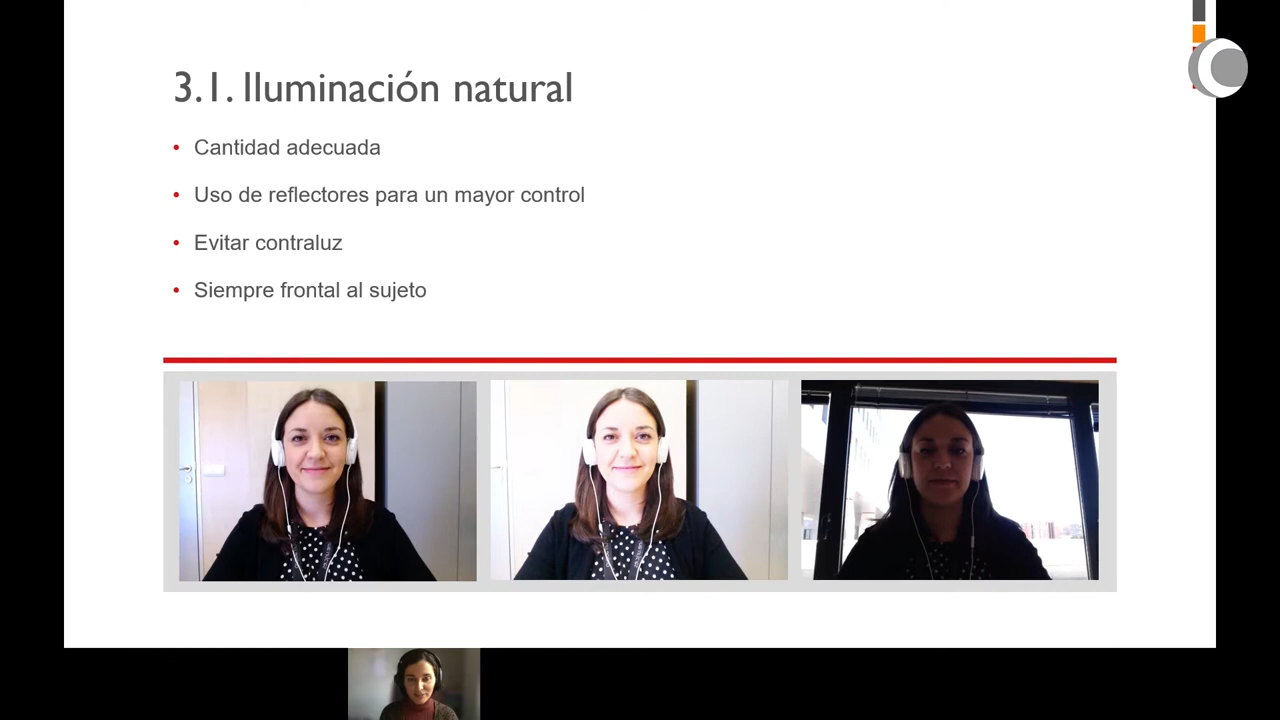 3.1. Iluminación natural
• Cantidad adecuada
• Uso de reflectores para un mayor control
• Evitar contraluz
• Siempre frontal al sujeto